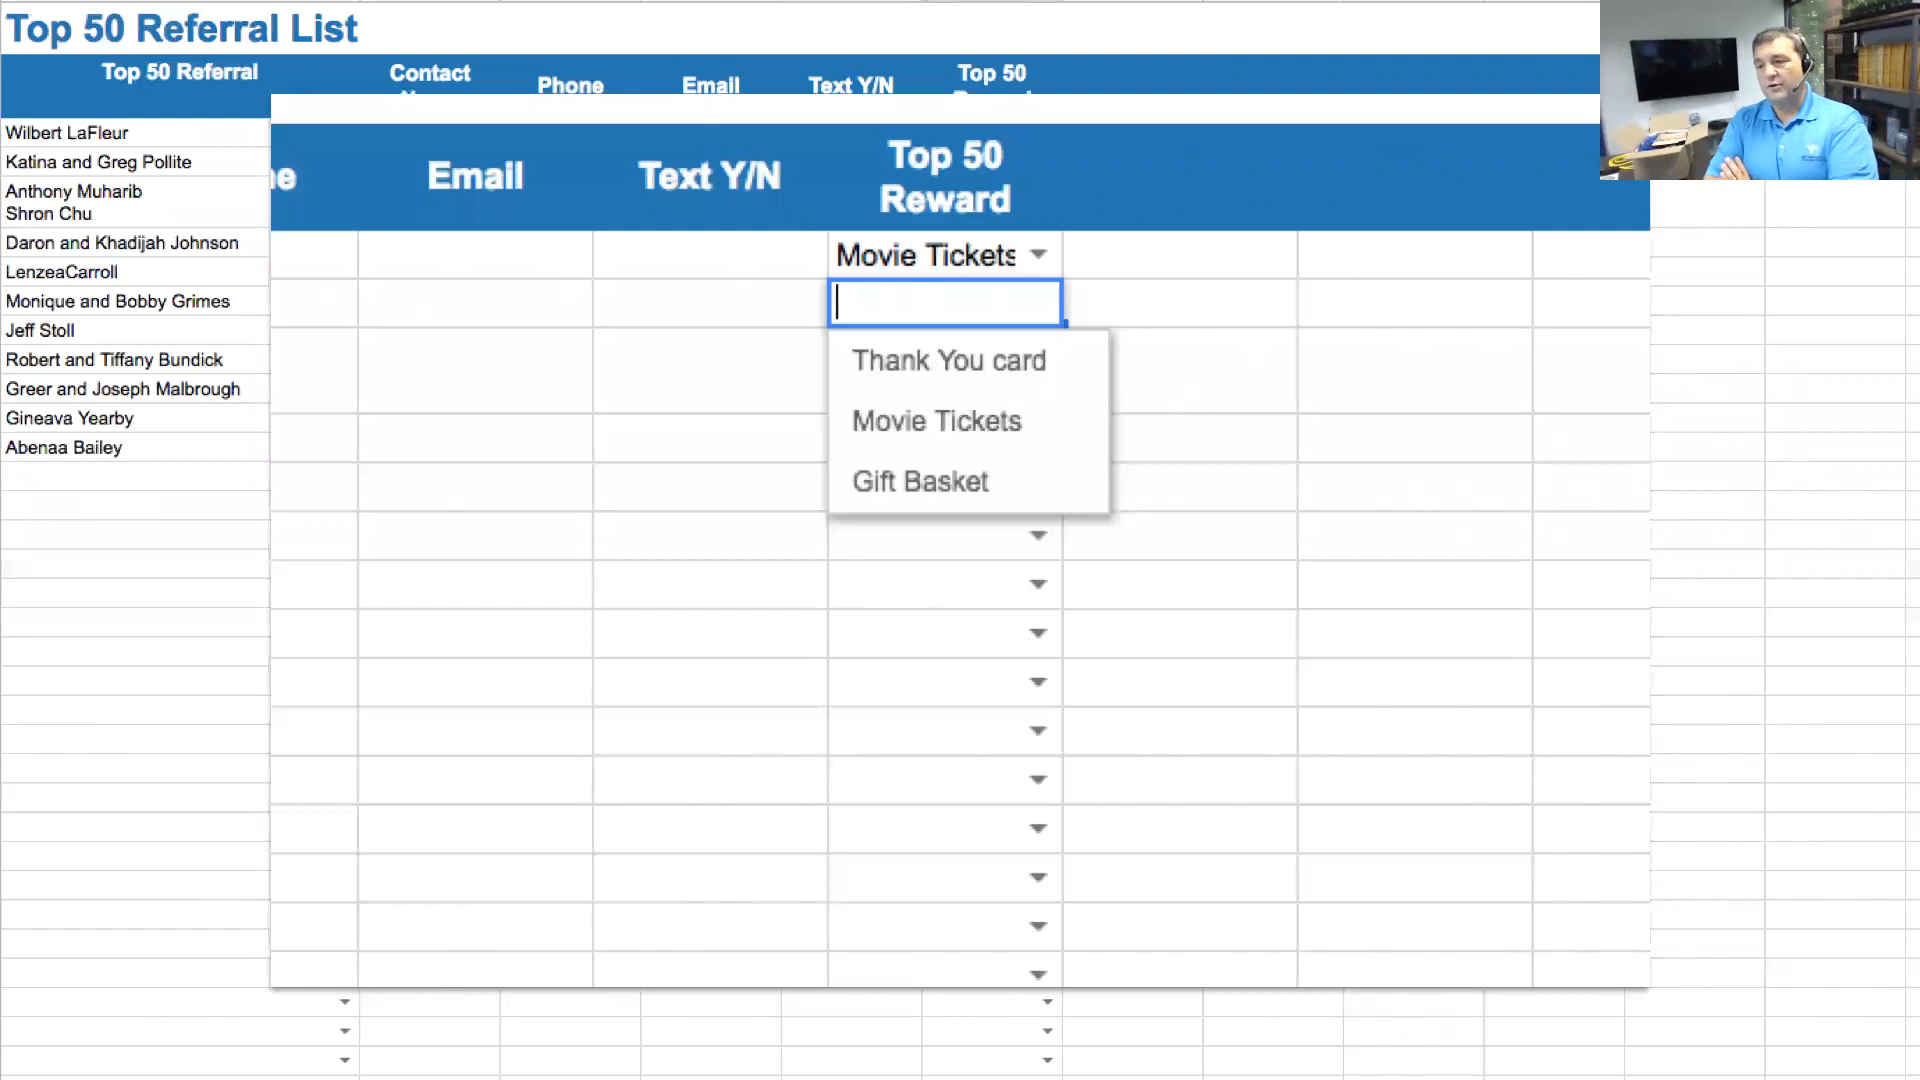 Top 50 Referral List
Top 50 Referral
Contact
Phone
Email
Text Y/N
Top 50
Wilbert LaFleur
Katina and Greg Pollite
Anthony Muharib
Shron Chu
Daron and Khadijah Johnson
LenzeaCarroll
Monique and Bobby Grimes
Jeff Stoll
Robert and Tiffany Bundick
Greer and Joseph Malbrough
Gineava Yearby
Abenaa Bailey
Email
Text Y/N
Top 50
Reward
Movie Tickets
Thank You card
Movie Tickets
Gift Basket